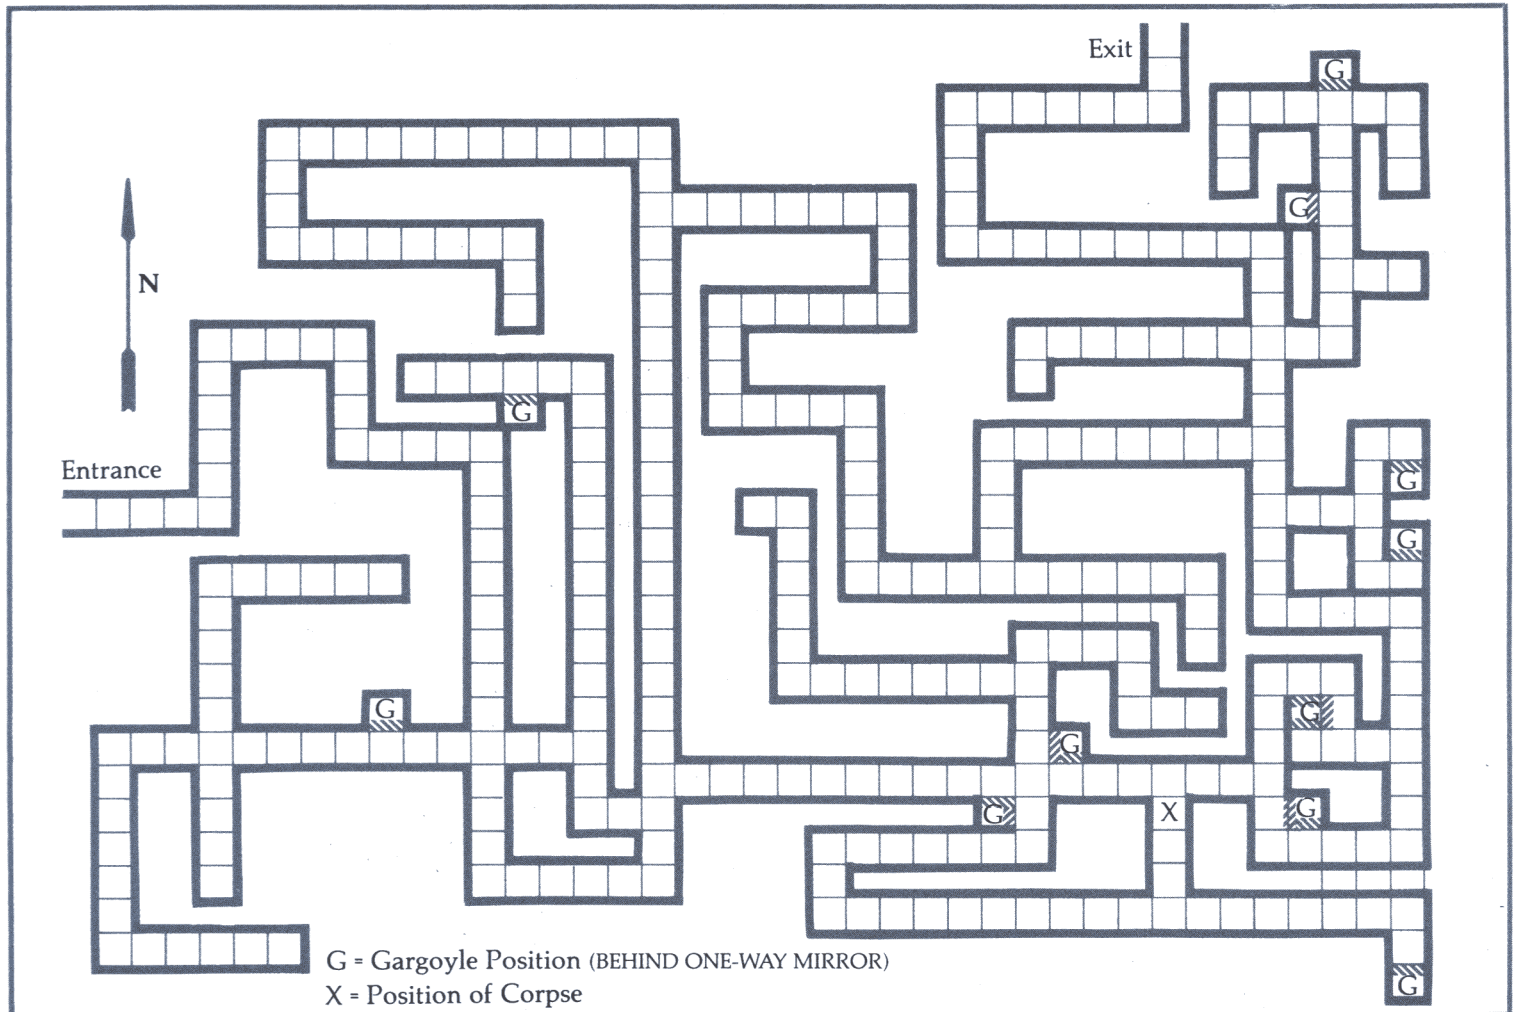 Exit
G
G
N
G
Entrance
G
G
G
G
G
G
G
X
G = Gargoyle Position (BEHIND ONE-WAY MIRROR)
X = Position of Corpse
G